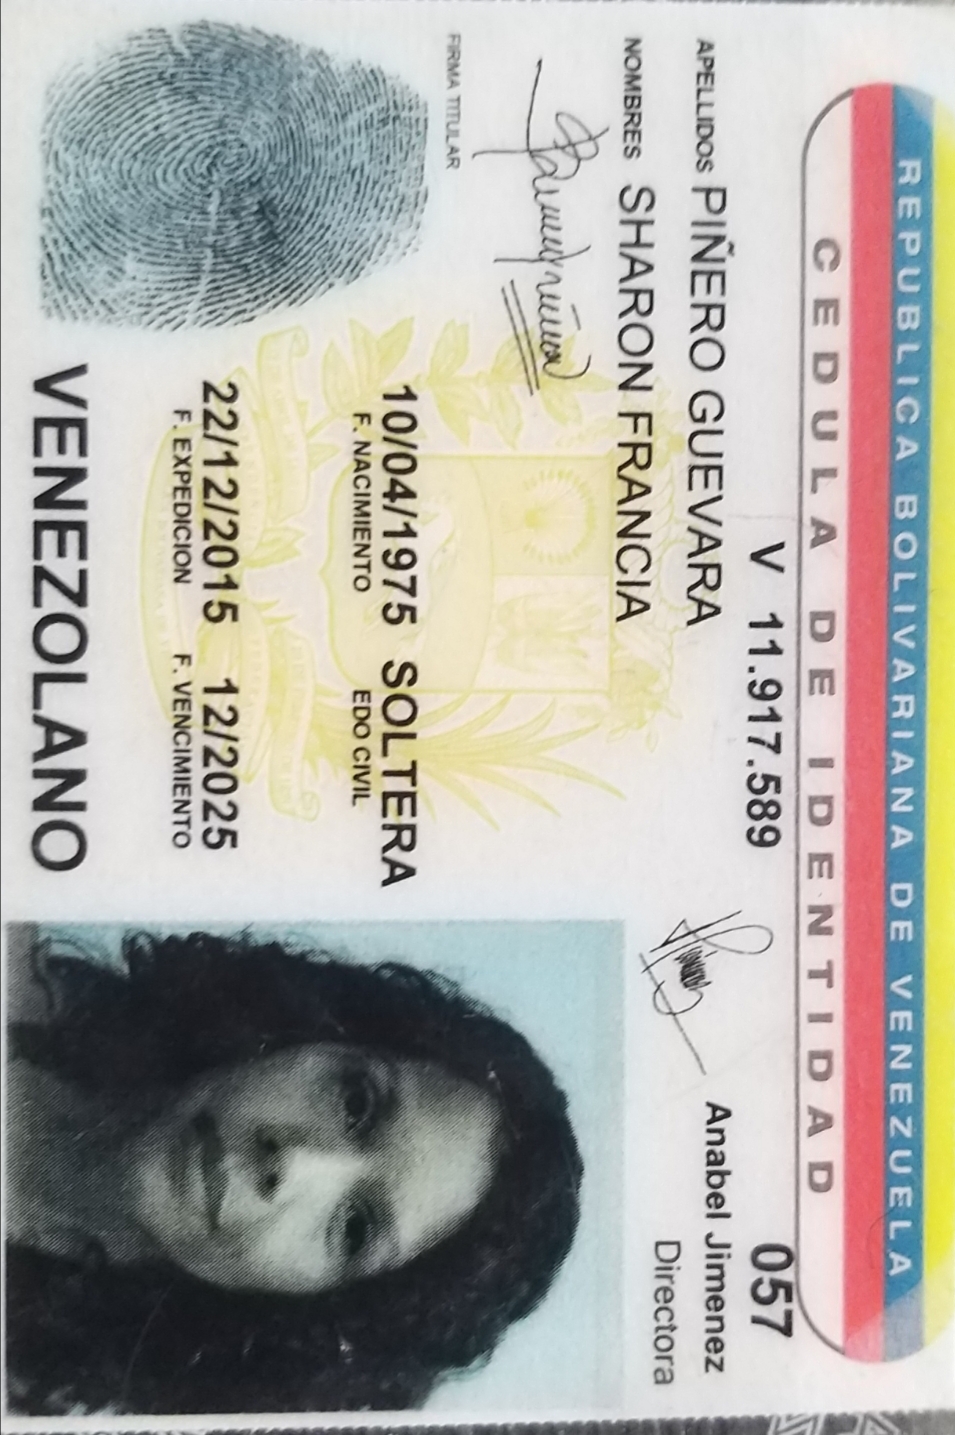 REPUBLICA BOLIVARIANA DE VENEZUELA
CEDULA DE IDENTIDAD
V 11.917.589
057
APELLIDOS PIÑERO GUEVARA
Anabel Jimenez
Directora
NOMBRES SHARON FRANCIA
FIRMA TITULAR
10/04/1975 SOLTERA
F. NACIMIENTO EDO CIVIL
22/12/2015 12/2025
F. EXPEDICION F. VENCIMIENTO
VENEZOLANO